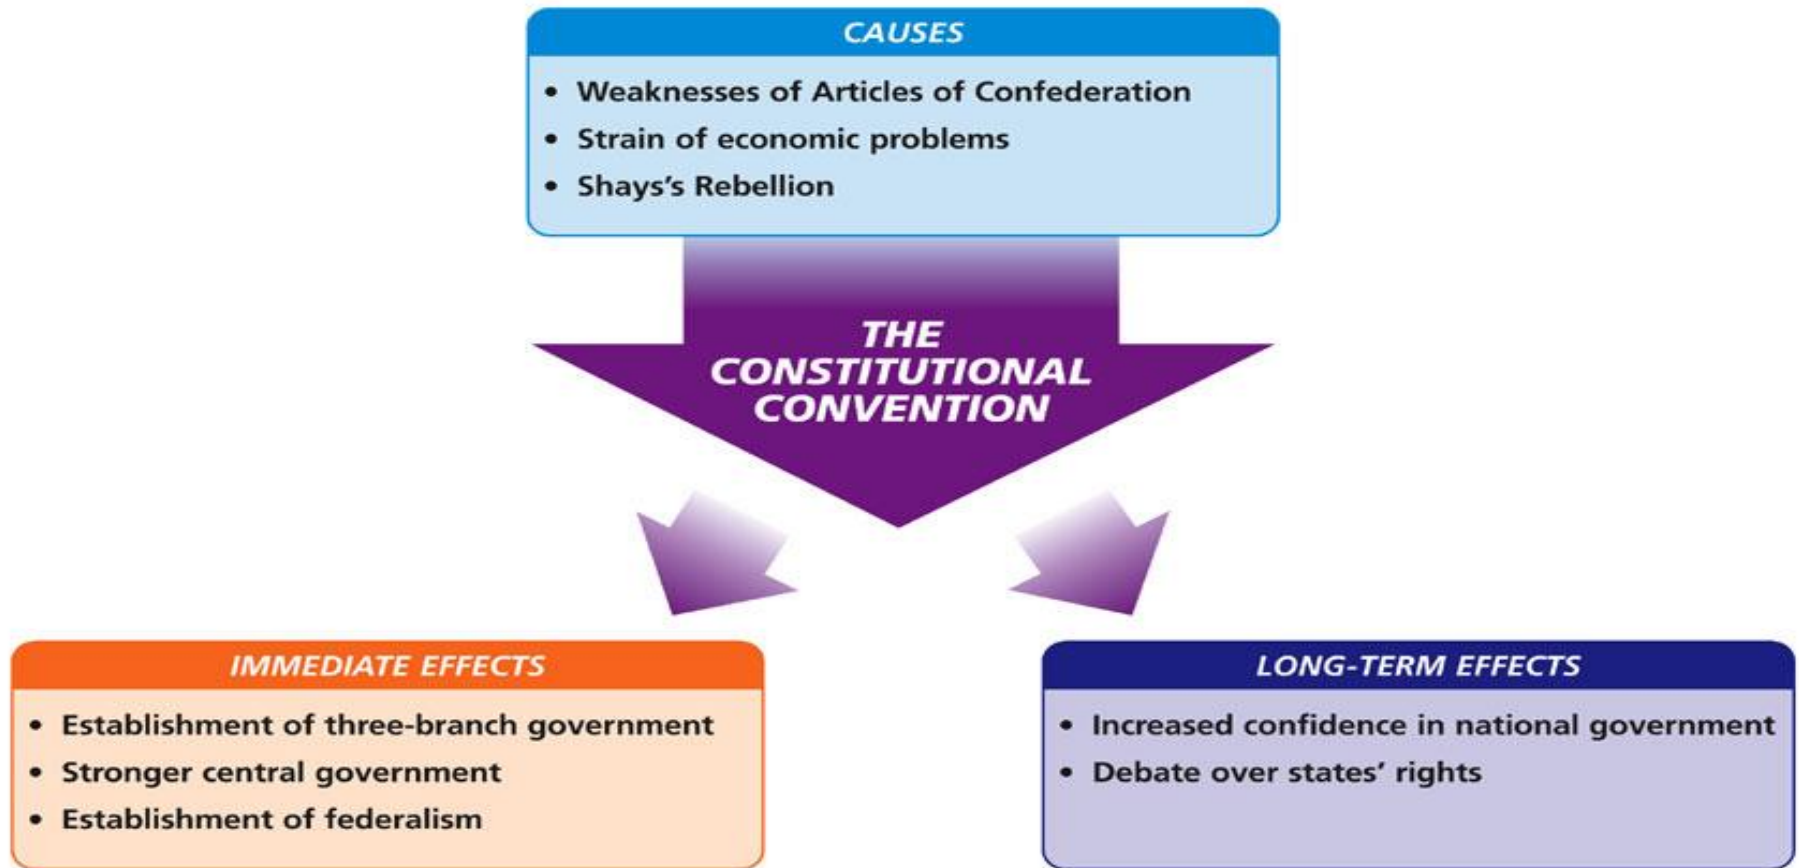 CAUSES
• Weaknesses of Articles of Confederation
• Strain of economic problems
• Shays’s Rebellion
THE
CONSTITUTIONAL
CONVENTION
IMMEDIATE EFFECTS
• Establishment of three-branch government
• Stronger central government
• Establishment of federalism
LONG-TERM EFFECTS
• Increased confidence in national government
• Debate over states’ rights